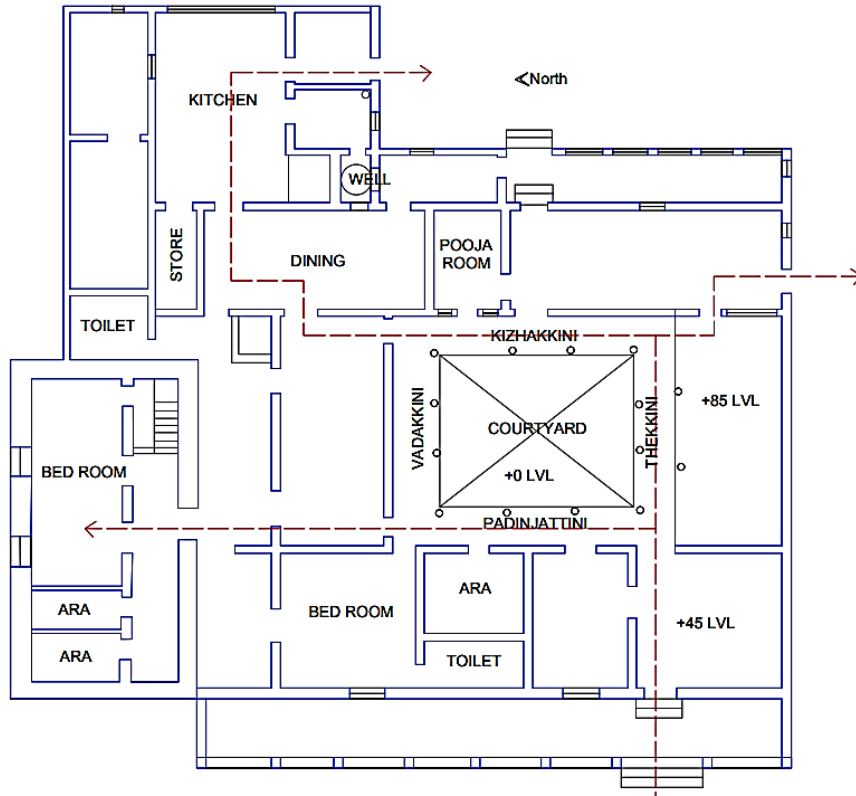 North
KITCHEN
WELL
POOJA
ROOM
STORE
DINING
TOILET
KIZHAKKINI
VADAKKINI
COURTYARD
+0 LVL
THEKKINI
+85 LVL
PADINJATTINI
BED ROOM
ARA
ARA
BED ROOM
ARA
TOILET
+45 LVL